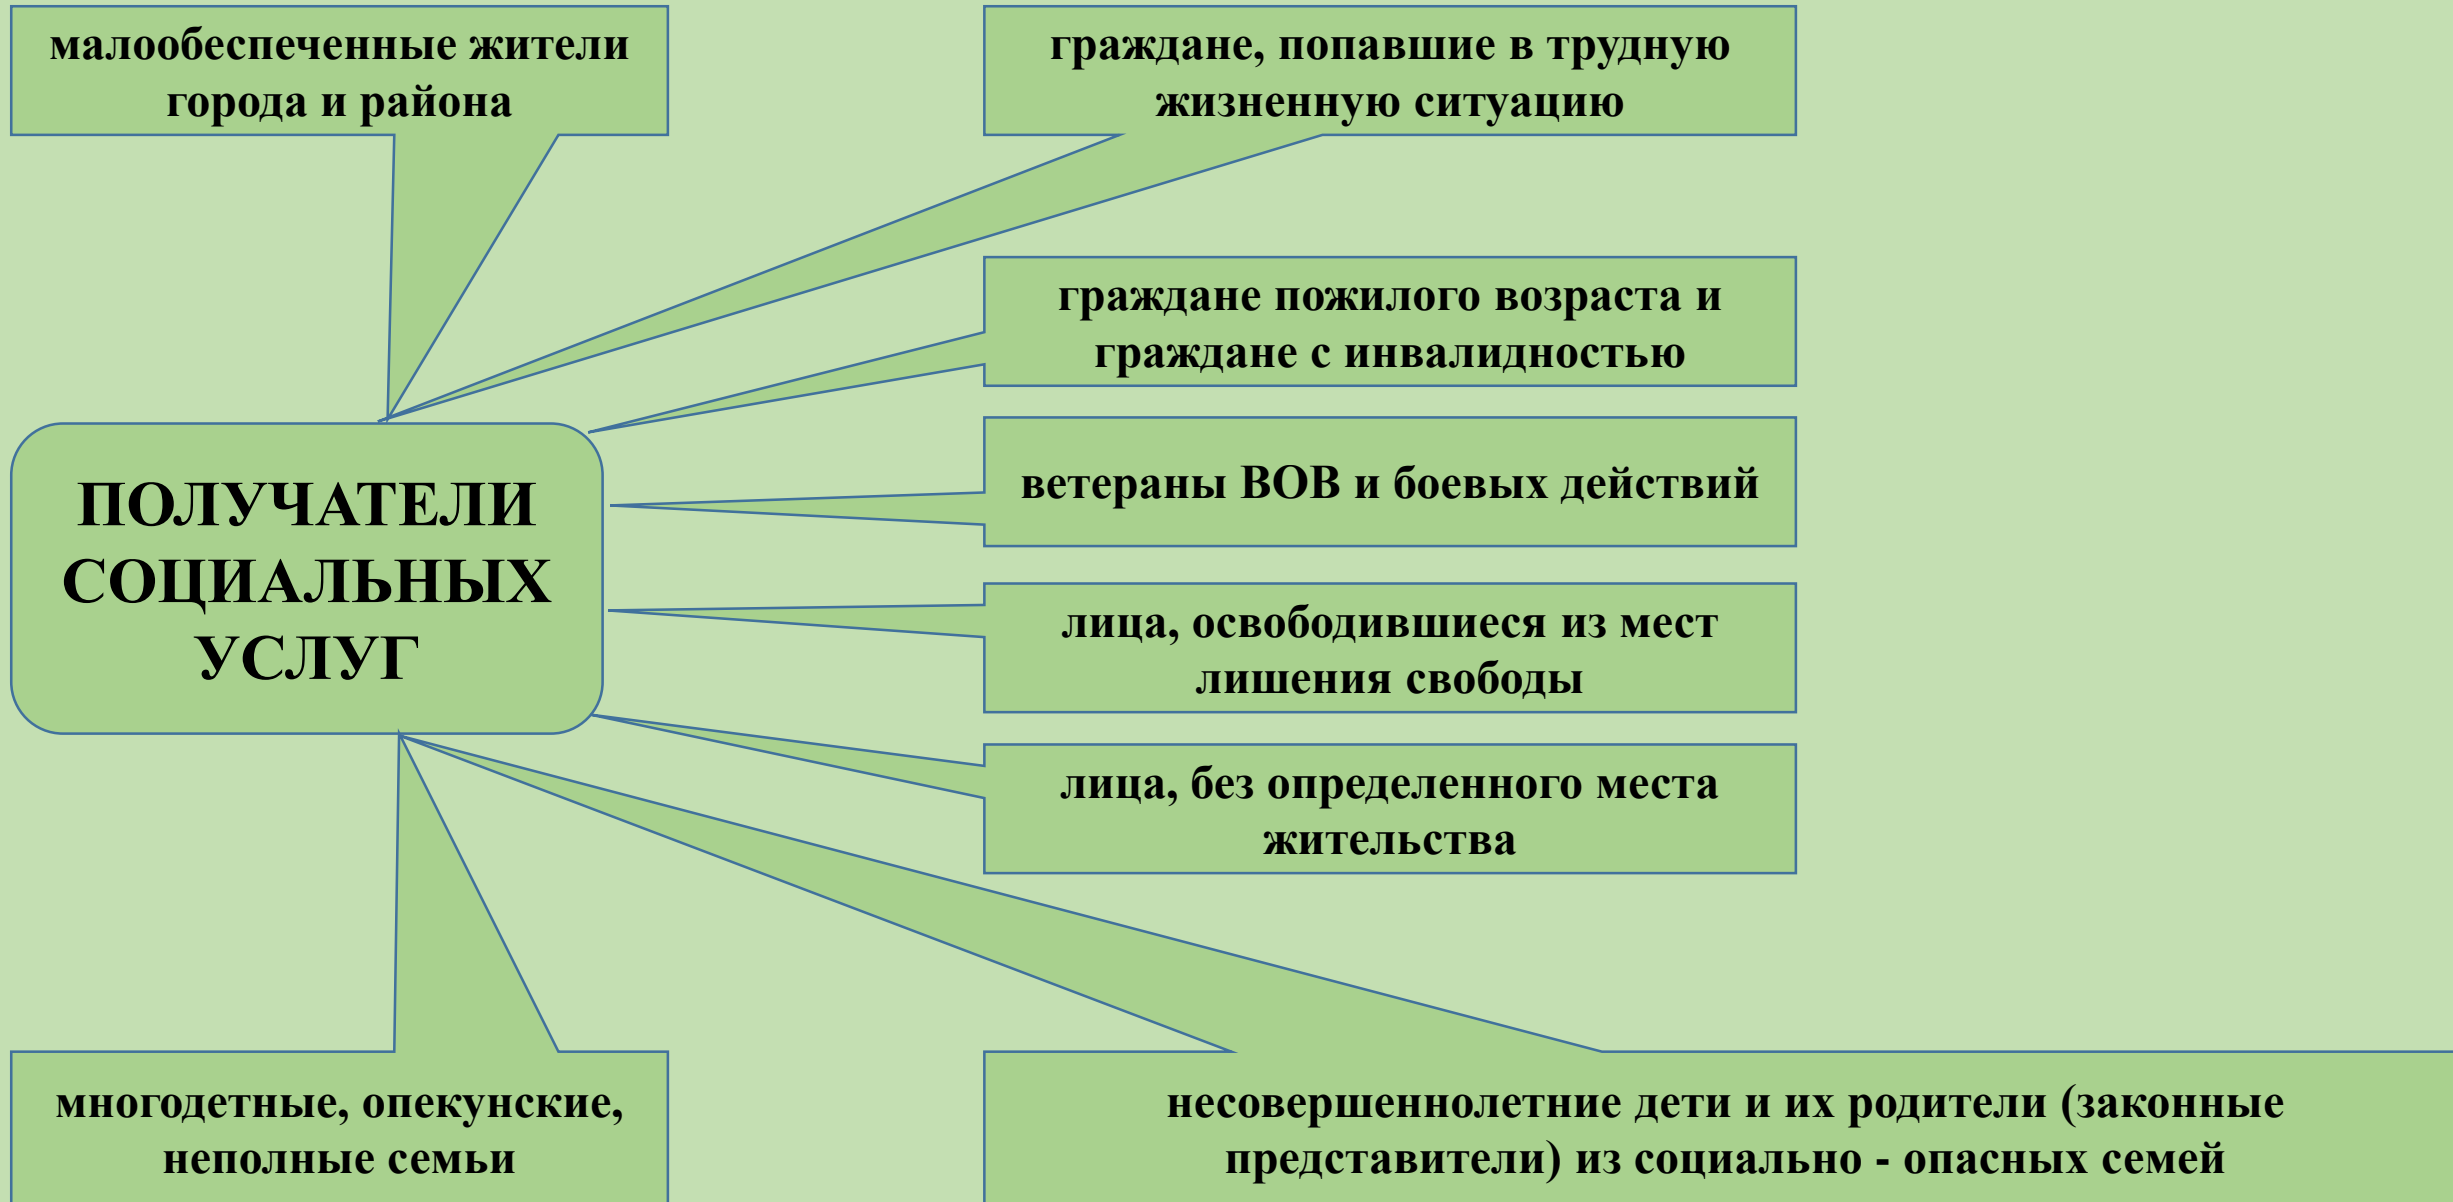 малообеспеченные жители
города и района
граждане, попавшие в трудную
жизненную ситуацию
граждане пожилого возраста и
граждане с инвалидностью
ветераны ВОВ и боевых действий
ПОЛУЧАТЕЛИ
СОЦИАЛЬНЫХ
УСЛУГ
лица, освободившиеся из мест
лишения свободы
лица, без определенного места
жительства
многодетные, опекунские,
неполные семьи
несовершеннолетние дети и их родители (законные
представители) из социально - опасных семей